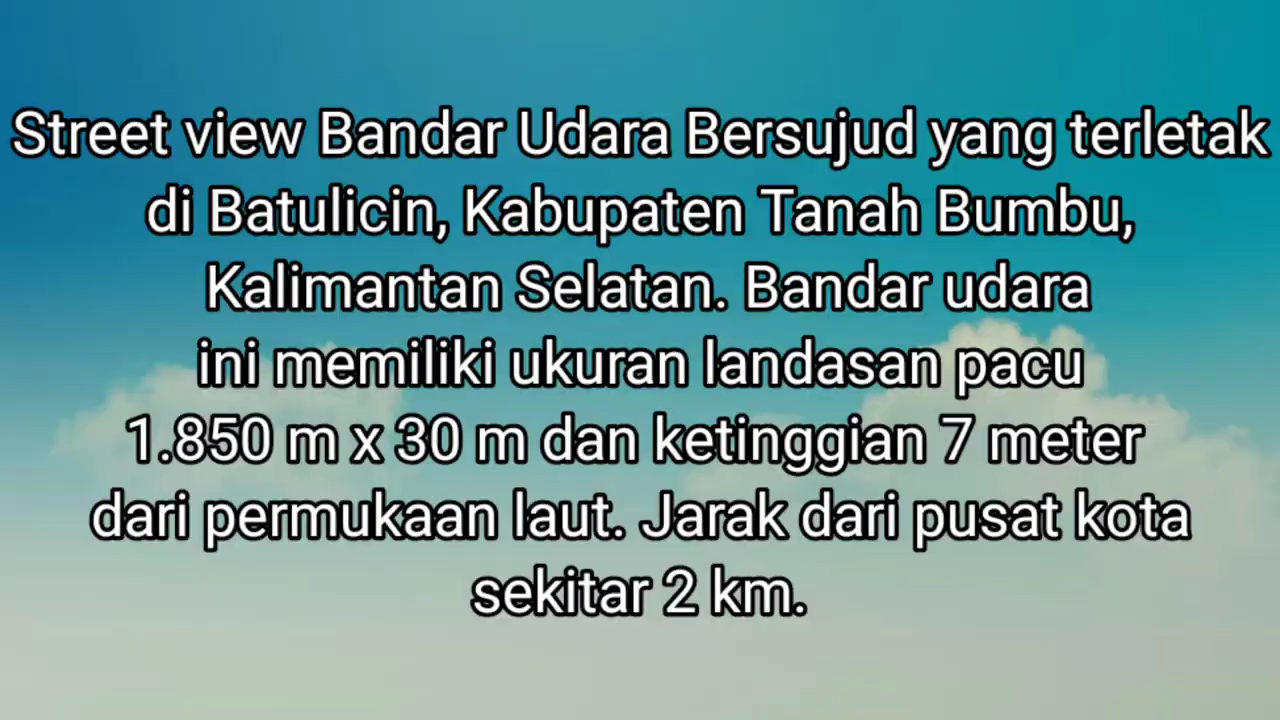 Street view Bandar Udara Bersujud yang terletak
di Batulicin, Kabupaten Tanah Bumbu,
Kalimantan Selatan. Bandar udara
ini memiliki ukuran landasan pacu
1.850 m x 30 m dan ketinggian 7 meter
dari permukaan laut. Jarak dari pusat kota
sekitar 2 km.